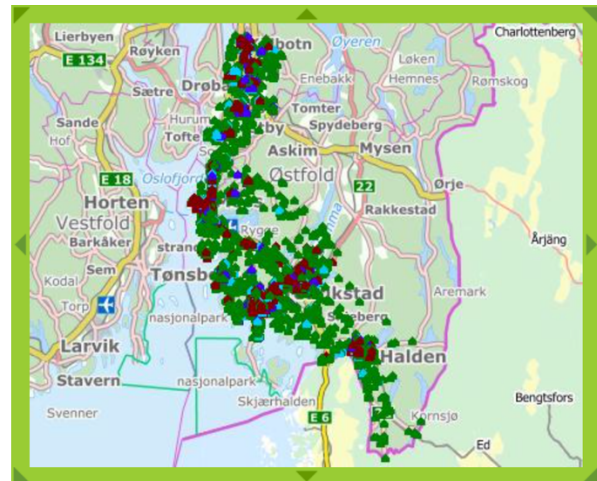 Charlottenberg
Lierbyen
Røyken
botn
Øyeren
E 134
Løken
Enebakk
Hemnes
Rømskog
Sætre
Drøba
Tomter
Sande
Hurum
Hof
Tofte
by
Spydeberg
Askim
Mysen
Oslofjord
Østfold
E 18
22
Ørje
Horten
Vestfold
Rakkestad
Barkåker
Rygge
Årjäng
strand
Sem
Kodal
Tønsb
Torp
kstad
Aremark
nasjonalpark
Larvik
Halden
Stavern
nasjonalpark
Skjærhalden
Bengtsfors
Svenner
E 6
Kornsjø
Ed